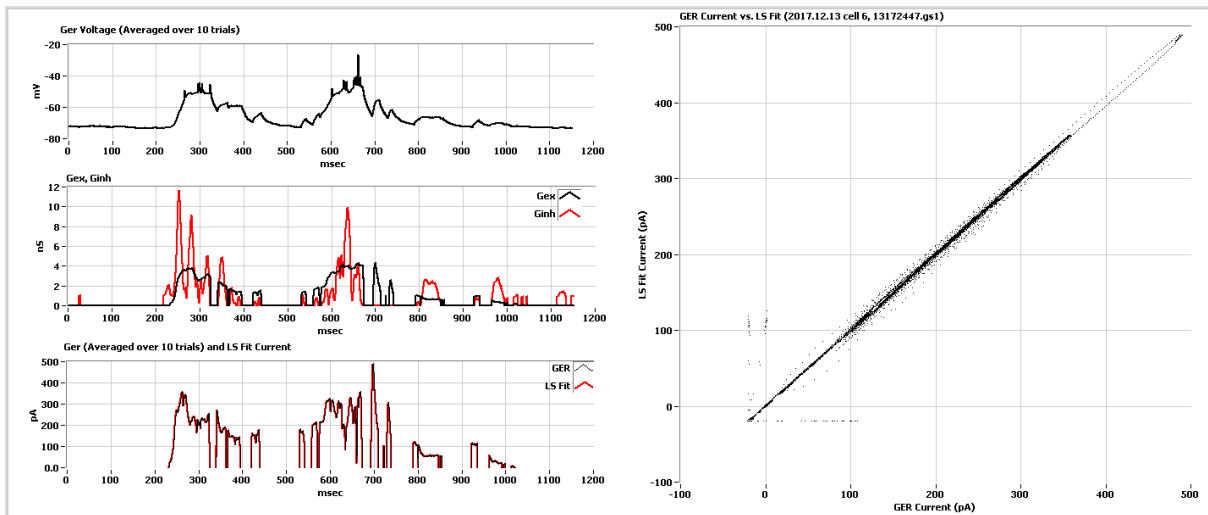 Ger Voltage (Averaged over 10 trials)
-20
-40
-60
-80
mV
0 100 200 300 400 500 600 700 800 900 1000 1100 1200
msec
Gex, Ginh
12
10
8
6
4
2
0
nS
Gex
Ginh
0 100 200 300 400 500 600 700 800 900 1000 1100 1200
msec
Ger (Averaged over 10 trials) and LS Fit Current
500
400
300
200
100
0.0
pA
GER
LS Fit
0 100 200 300 400 500 600 700 800 900 1000 1100 1200
msec
GER Current vs. LS Fit (2017.12.13 cell 6, 13172447.gs1)
500
400
300
200
100
0
-100
LS Fit Current (pA)
-100 0 100 200 300 400 500
GER Current (pA)